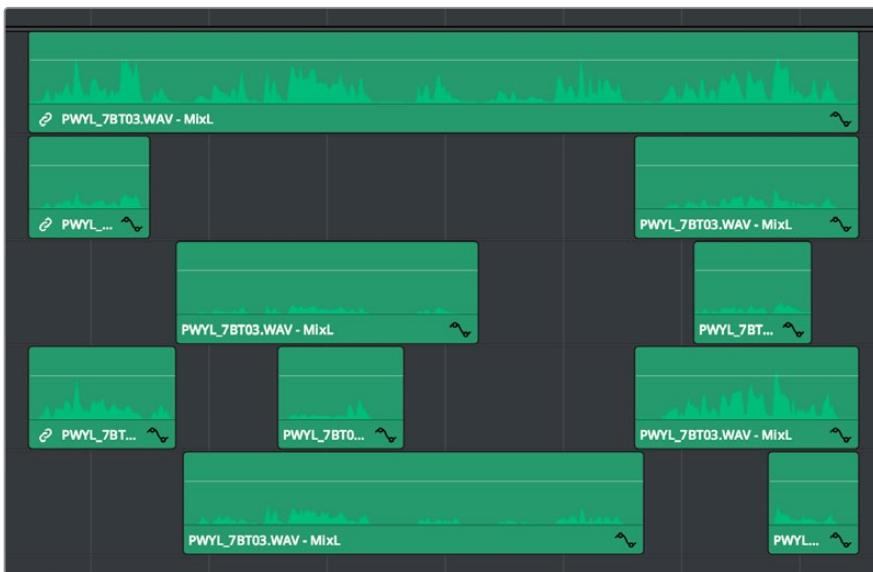 PWYL_7BT03.WAV - MixL
PWYL_...
PWYL_7BT03.WAV - MixL
PWYL_7BT03.WAV - MixL
PWYL_7BT...
PWYL_7BT...
PWYL_7BT0...
PWYL_7BT03.WAV - MixL
PWYL_7BT03.WAV - MixL
PWYL...